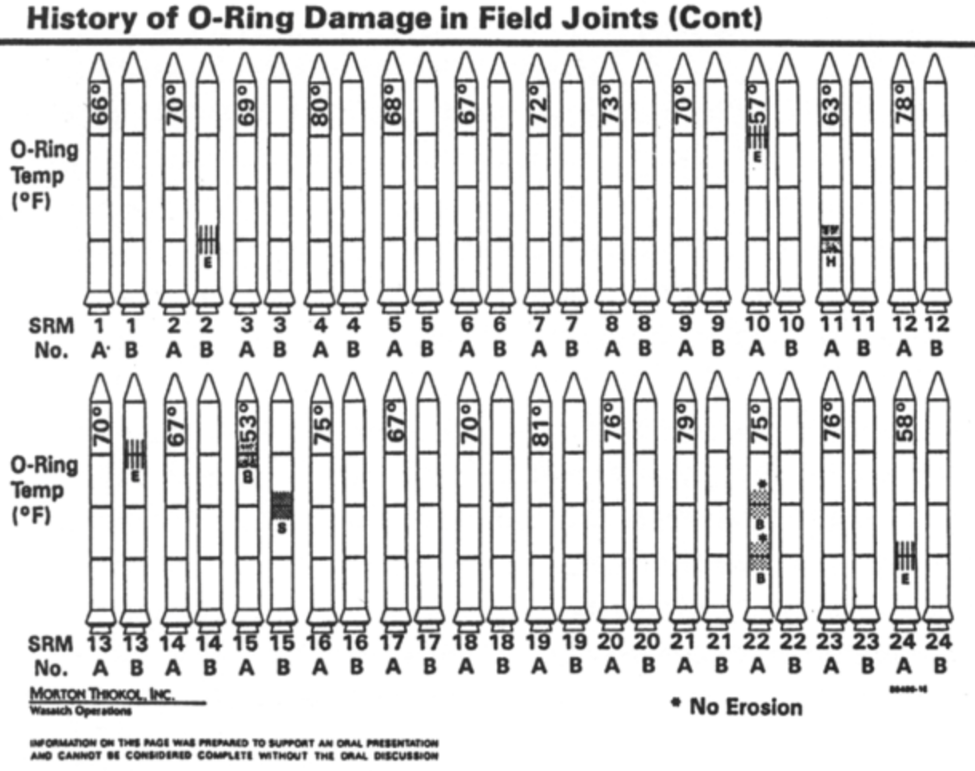 History of O-Ring Damage in Field Joints (Cont)
66° 70° 69° 80° 68° 67° 72° 73° 70° 57° 63° 78°
O-Ring
Temp
(°F)
E
E
H
SRM 1 1 2 2 3 3 4 4 5 5 6 6 7 7 8 8 9 9 10 10 11 11 12 12
No. A B A B A B A B A B A B A B A B A B A B A B A B
70° 67° 53° 75° 67° 70° 81° 76° 79° 75° 76° 58°
O-Ring
Temp
(°F)
E
B
S
*
B
*
B
E
SRM 13 13 14 14 15 15 16 16 17 17 18 18 19 19 20 20 21 21 22 22 23 23 24 24
No. A B A B A B A B A B A B A B A B A B A B A B A B
MORTON THIOKOL, INC.
Wasatch Operations
* No Erosion
INFORMATION ON THIS PAGE WAS PREPARED TO SUPPORT AN ORAL PRESENTATION
AND CANNOT BE CONSIDERED COMPLETE WITHOUT THE ORAL DISCUSSION